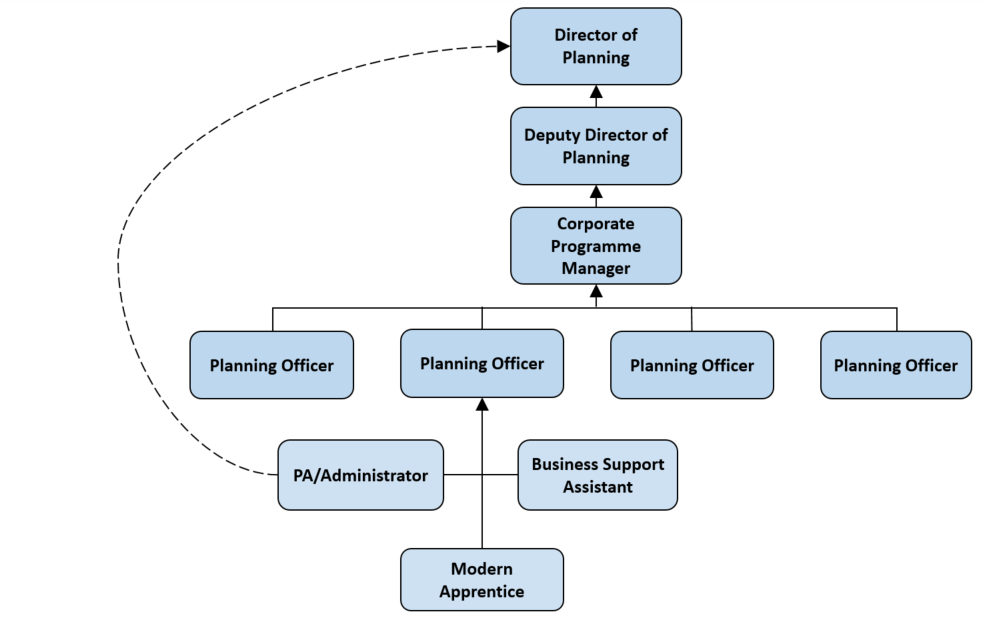 Director of
Planning
Deputy Director of
Planning
Corporate
Programme
Manager
Planning Officer
Planning Officer
Planning Officer
Planning Officer
PA/Administrator
Business Support
Assistant
Modern
Apprentice